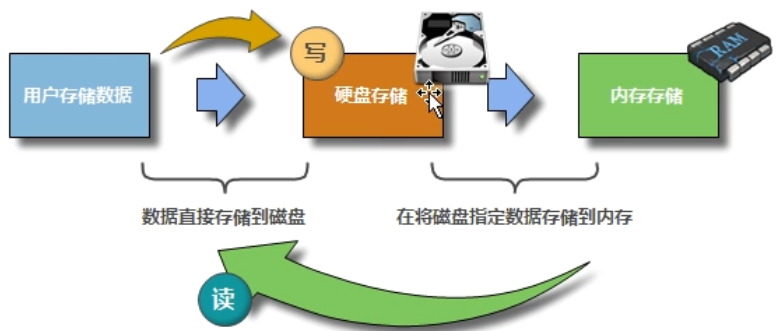 写
RAM
用户存储数据
硬盘存储
内存存储
数据直接存储到磁盘
在将磁盘指定数据存储到内存
读